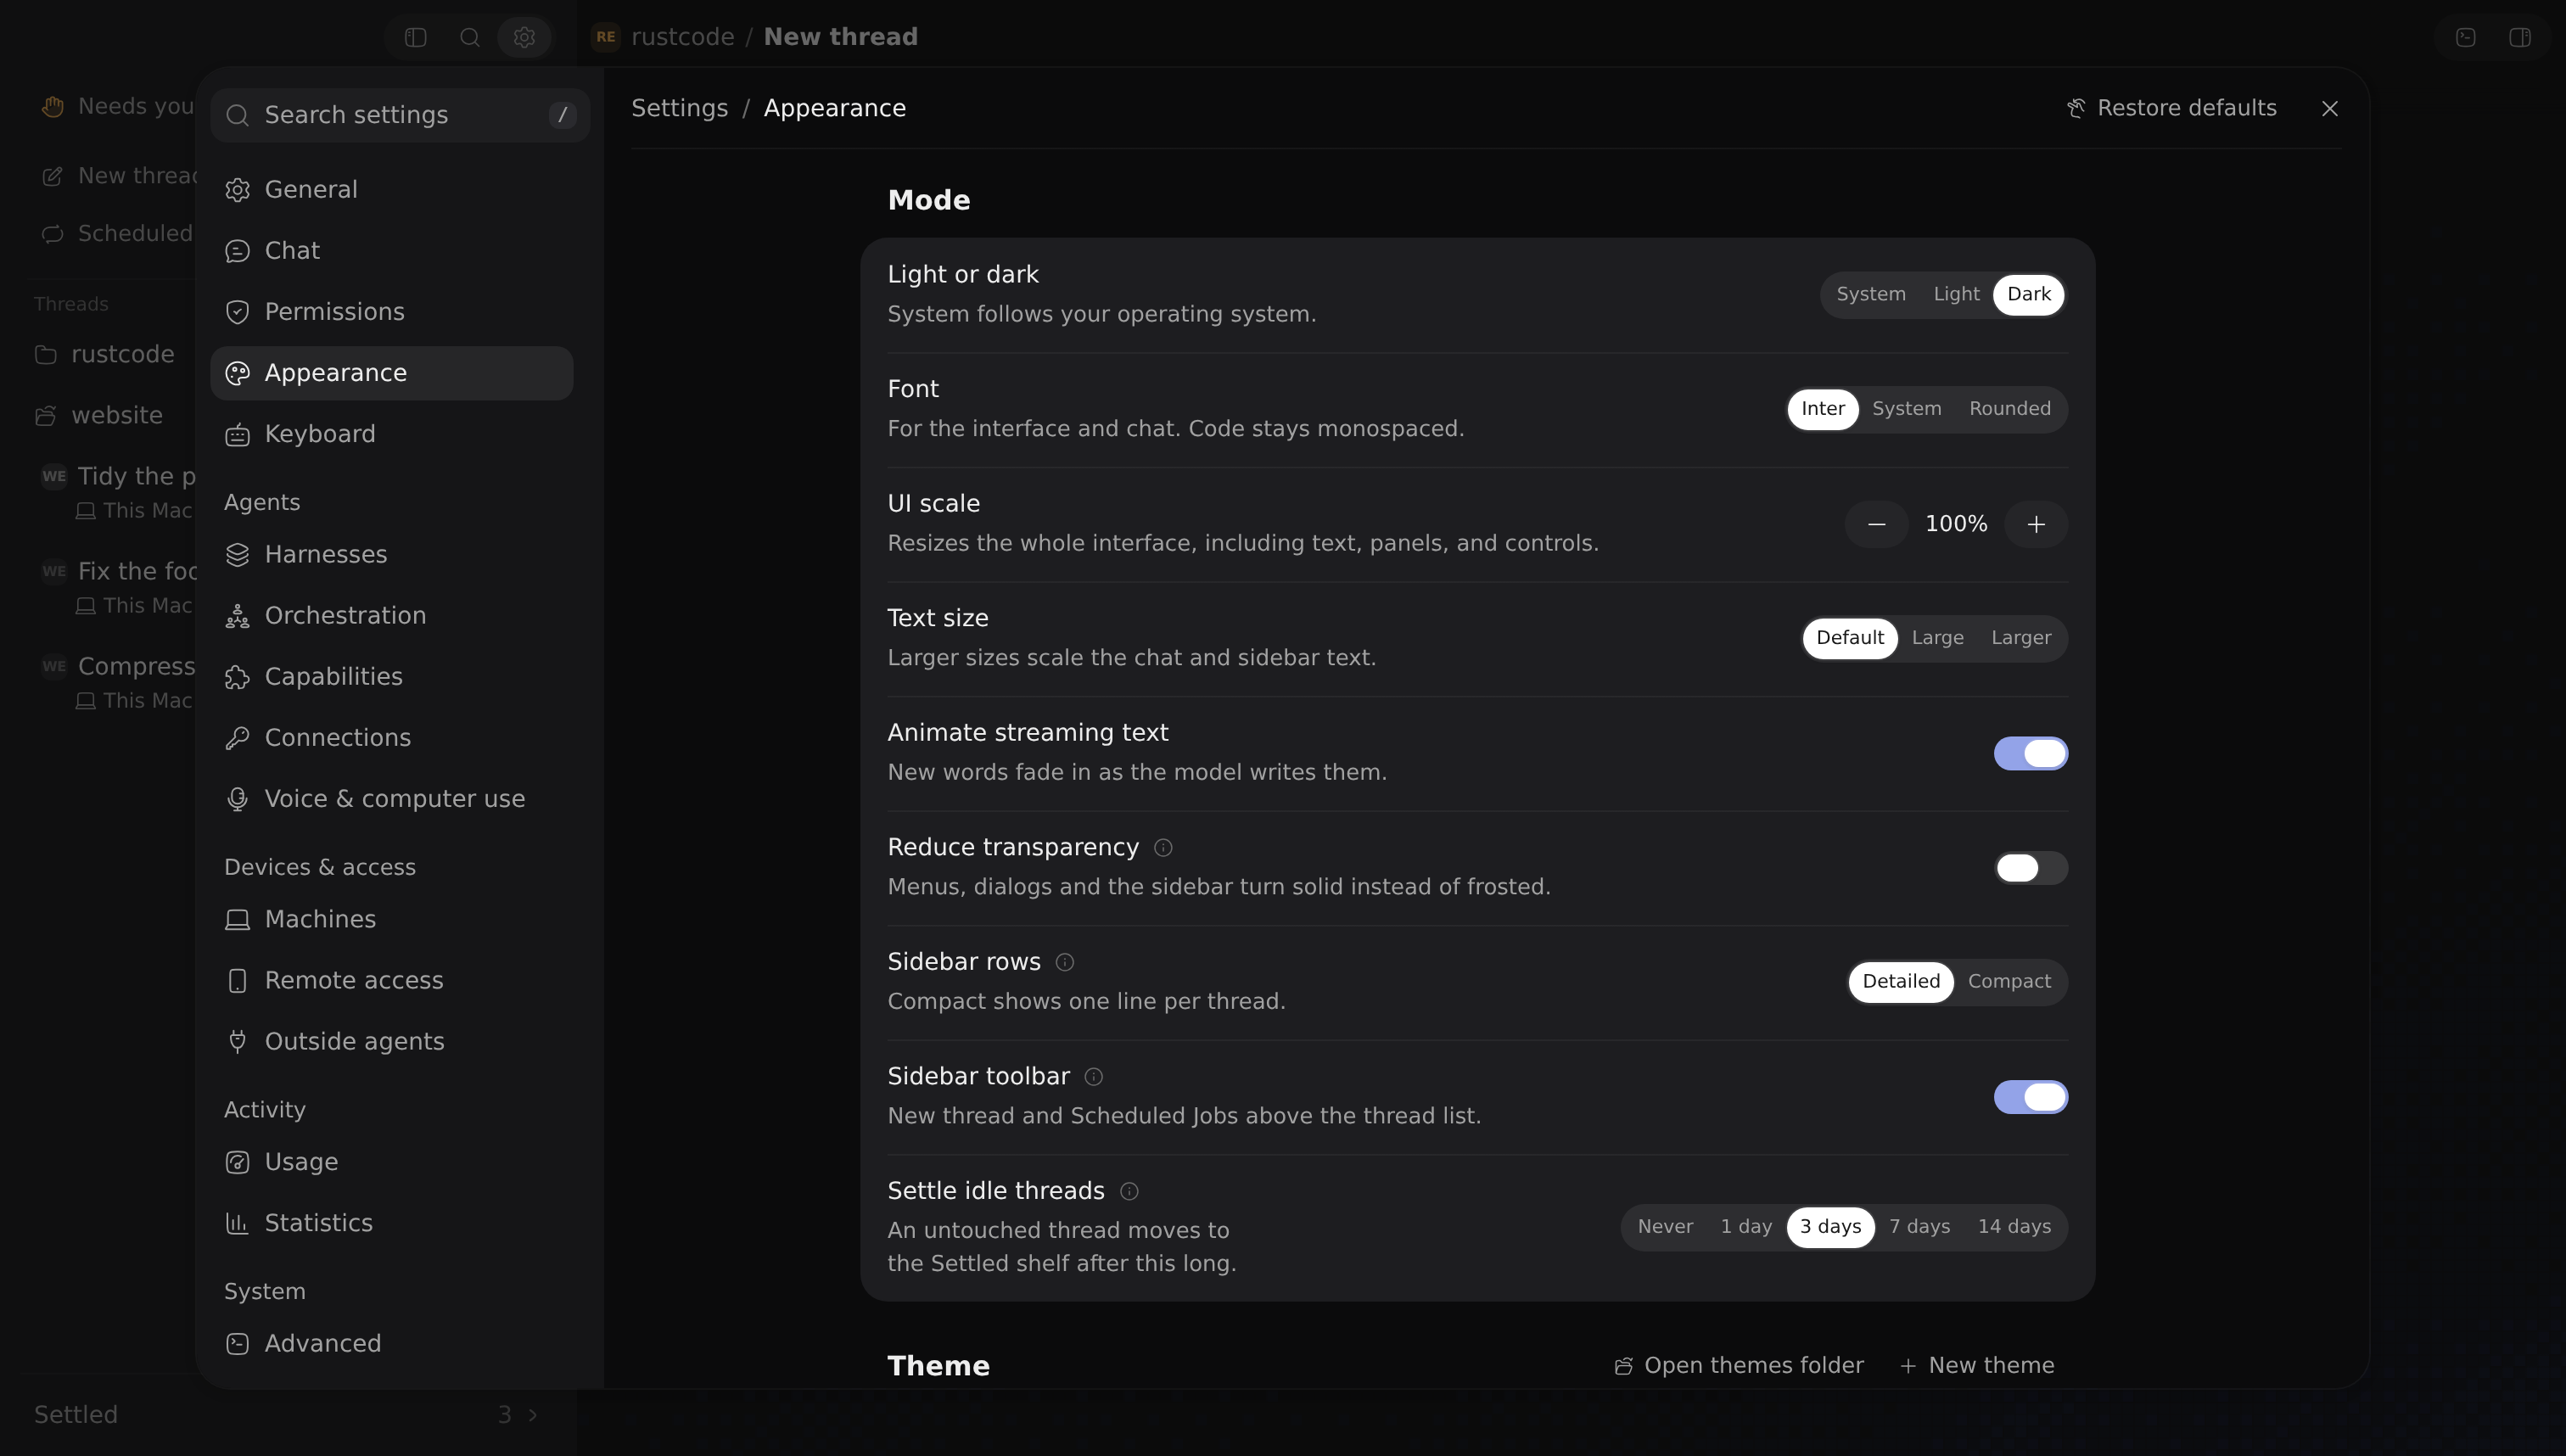 RE rustcode / New thread
Needs you
New thread
Scheduled
Threads
rustcode
website
WE Tidy the p
This Mac
WE Fix the foo
This Mac
WE Compress
This Mac
Settled 3
Search settings /
General
Chat
Permissions
Appearance
Keyboard
Agents
Harnesses
Orchestration
Capabilities
Connections
Voice & computer use
Devices & access
Machines
Remote access
Outside agents
Activity
Usage
Statistics
System
Advanced
Settings / Appearance
Restore defaults
Mode
Light or dark
System follows your operating system.
System Light Dark
Font
For the interface and chat. Code stays monospaced.
Inter System Rounded
UI scale
Resizes the whole interface, including text, panels, and controls.
100%
Text size
Larger sizes scale the chat and sidebar text.
Default Large Larger
Animate streaming text
New words fade in as the model writes them.
Reduce transparency
Menus, dialogs and the sidebar turn solid instead of frosted.
Sidebar rows
Compact shows one line per thread.
Detailed Compact
Sidebar toolbar
New thread and Scheduled Jobs above the thread list.
Settle idle threads
An untouched thread moves to
the Settled shelf after this long.
Never 1 day 3 days 7 days 14 days
Theme
Open themes folder
New theme